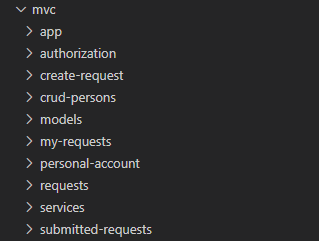 mvc
app
authorization
create-request
crud-persons
models
my-requests
personal-account
requests
services
submitted-requests